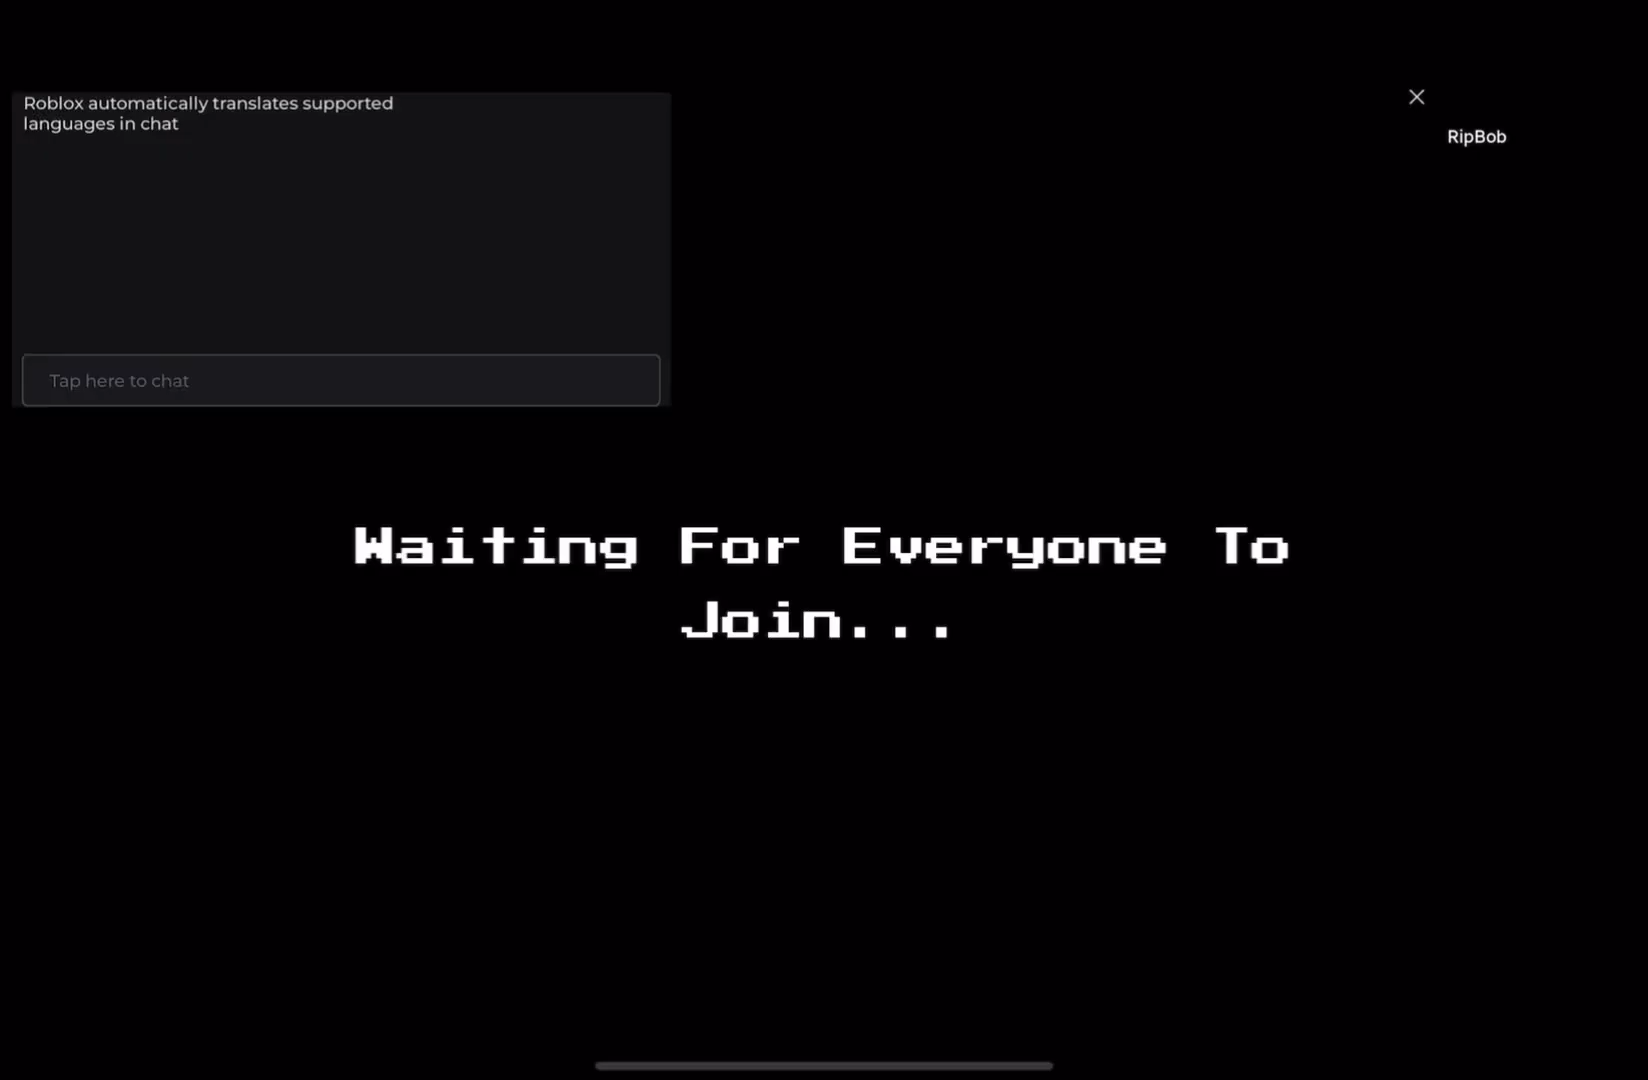 Roblox automatically translates supported
languages in chat
RipBob
Tap here to chat
Waiting For Everyone To
Join...